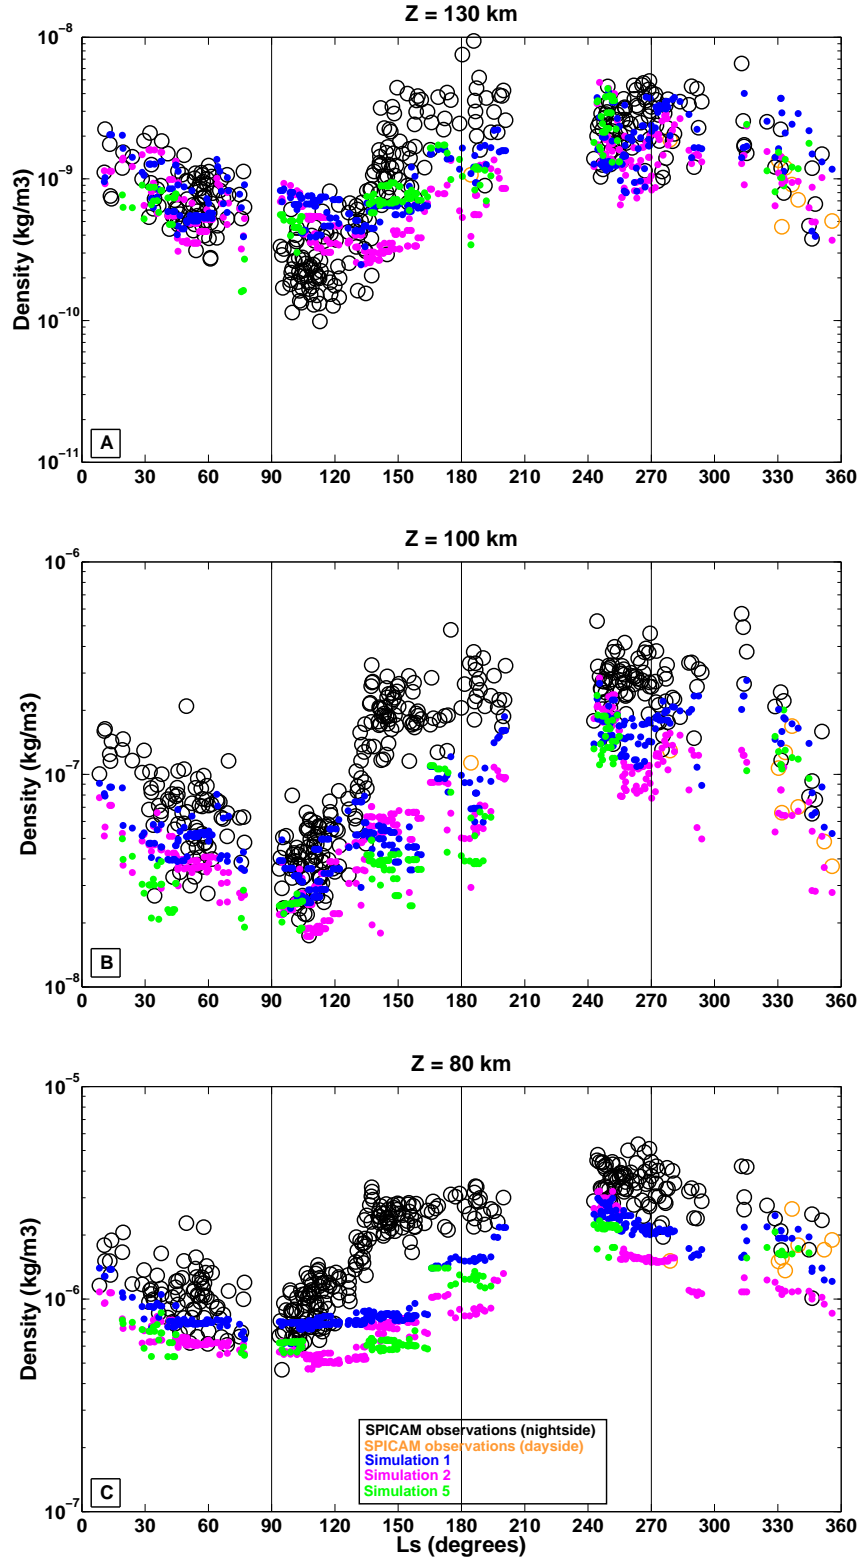 Z = 130 km
10−8
10−9
10−10
10−11
Density (kg/m3)
A
0 30 60 90 120 150 180 210 240 270 300 330 360
Z = 100 km
10−6
10−7
10−8
Density (kg/m3)
B
0 30 60 90 120 150 180 210 240 270 300 330 360
Z = 80 km
10−5
10−6
10−7
Density (kg/m3)
SPICAM observations (nightside)
SPICAM observations (dayside)
Simulation 1
Simulation 2
Simulation 5
C
0 30 60 90 120 150 180 210 240 270 300 330 360
Ls (degrees)